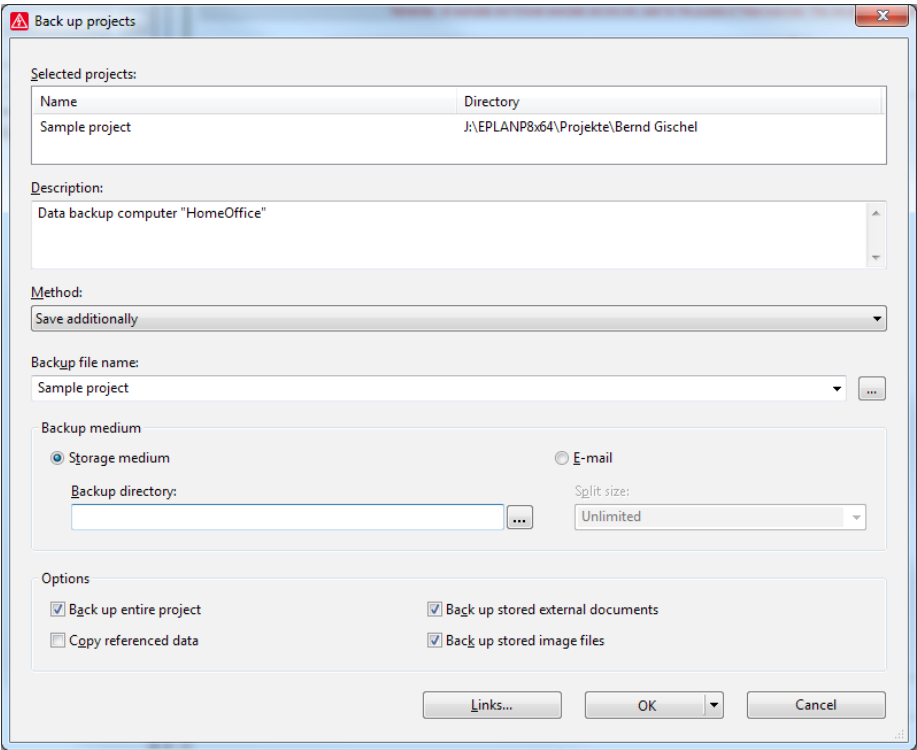 Back up projects
Selected projects:
Name Directory
Sample project J:\EPLANP8x64\Projekte\Bernd Gischel
Description:
Data backup computer "HomeOffice"
Method:
Save additionally
Backup file name:
Sample project ...
Backup medium
Storage medium E-mail
Backup directory: Split size:
... Unlimited
Options
Back up entire project Back up stored external documents
Copy referenced data Back up stored image files
Links... OK Cancel